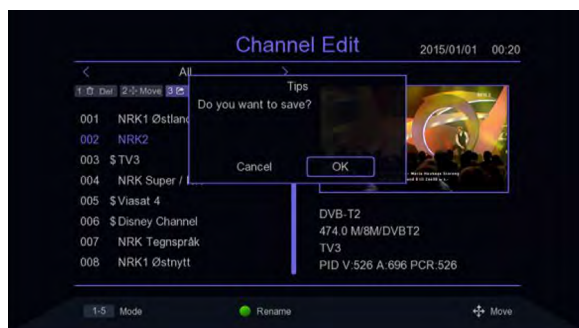 Channel Edit
2015/01/01 00:20
< All >
1 Del 2 Move 3
Tips
Do you want to save?
Cancel OK
001 NRK1 Østland
002 NRK2
003 $ TV3
004 NRK Super /
005 $ Viasat 4
006 $ Disney Channel
007 NRK Tegnspråk
008 NRK1 Østnytt
NRK2
DVB-T2
474.0 M/8M/DVBT2
TV3
PID V:526 A:696 PCR:526
1-5 Mode
Rename
Move